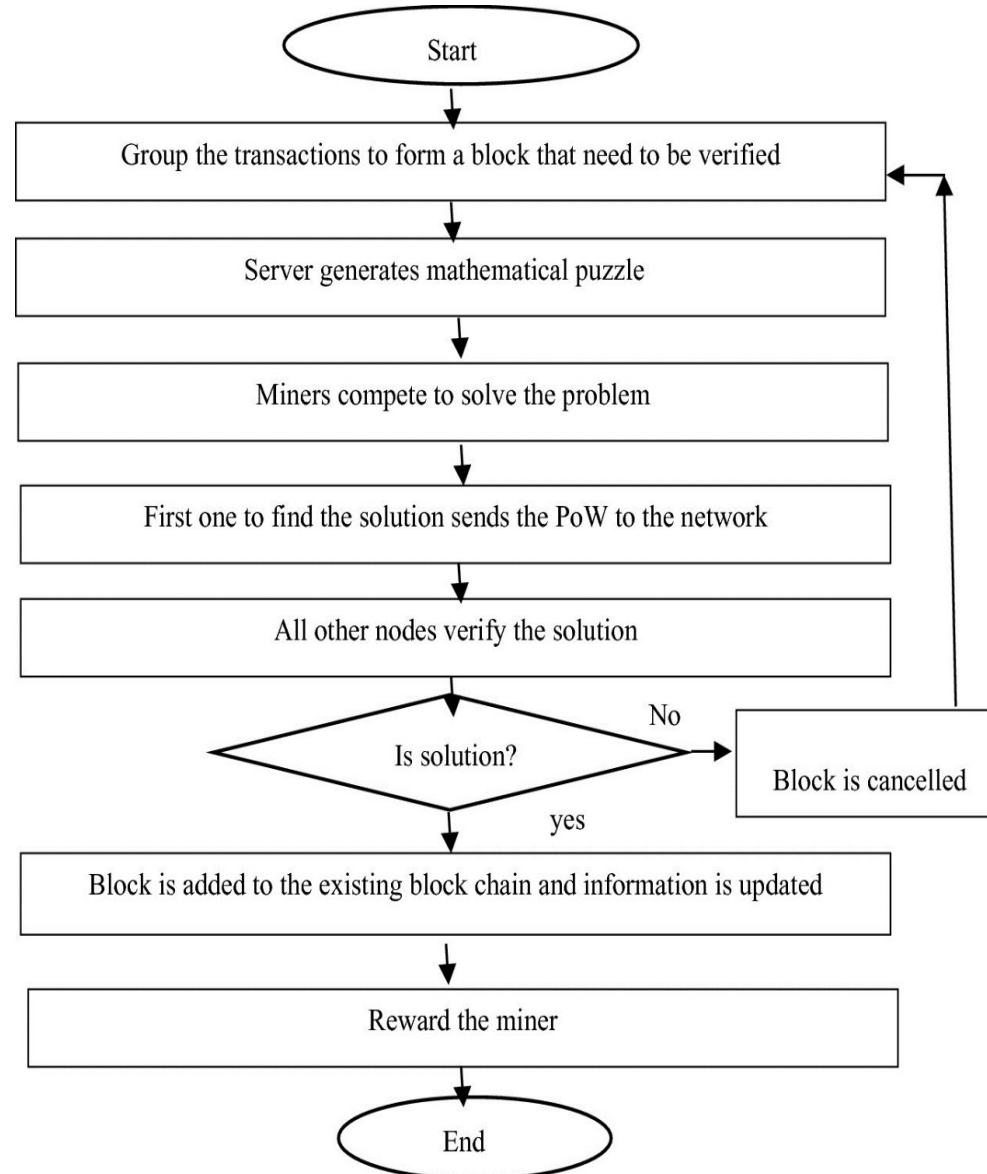 Start
Group the transactions to form a block that need to be verified
Server generates mathematical puzzle
Miners compete to solve the problem
First one to find the solution sends the PoW to the network
All other nodes verify the solution
Is solution?
No
Block is cancelled
yes
Block is added to the existing block chain and information is updated
Reward the miner
End